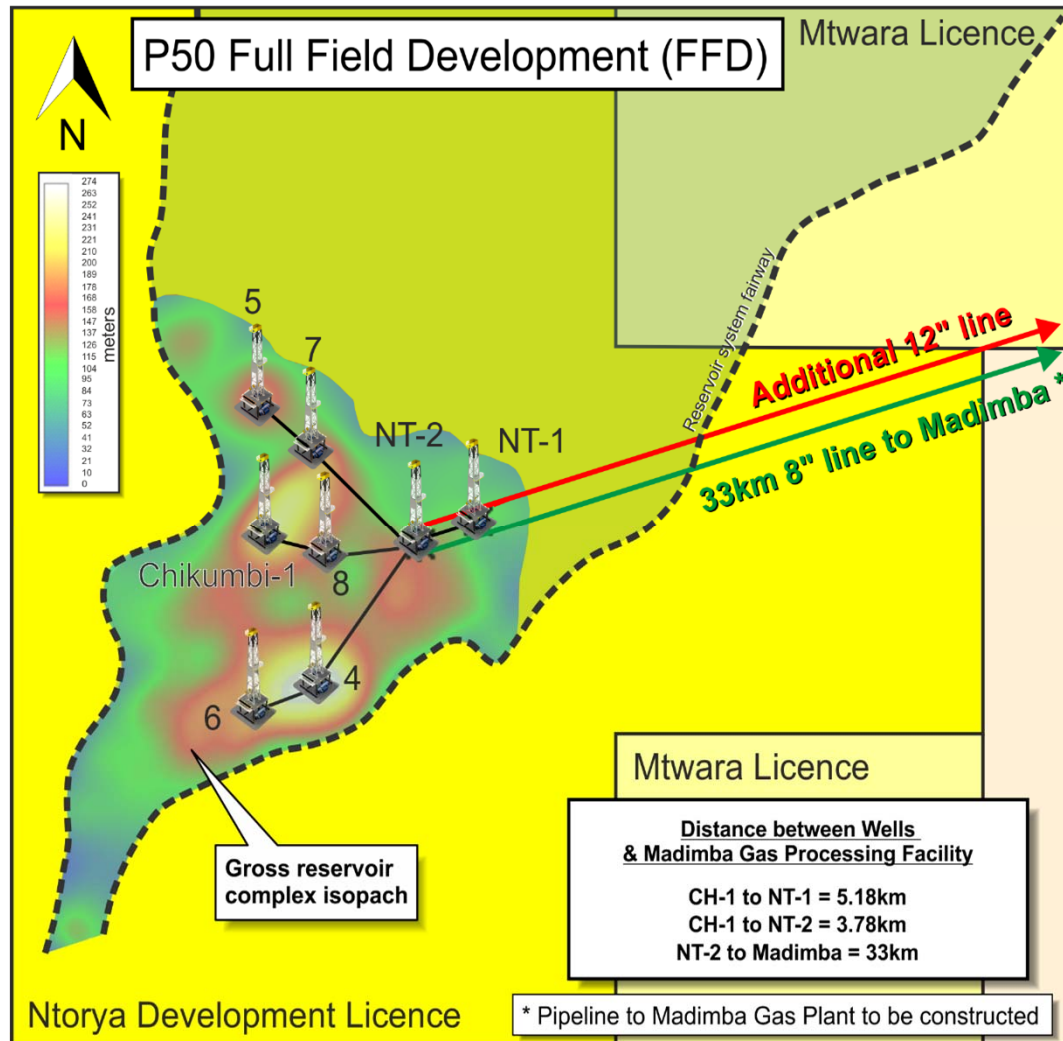 P50 Full Field Development (FFD)
Mtwara Licence
N
274
263
241
221
210
200
189
179
168
158
147
137
126
115
104
95
84
73
62
52
41
32
21
10
0
meters
5
7
NT-2
NT-1
Chikumbi-1
8
4
6
Reservoir system fairway
Additional 12" line
33km 8" line to Madimba *
Gross reservoir
complex isopach
Mtwara Licence
Distance between Wells
& Madimba Gas Processing Facility
CH-1 to NT-1 = 5.18km
CH-1 to NT-2 = 3.78km
NT-2 to Madimba = 33km
Ntorya Development Licence
* Pipeline to Madimba Gas Plant to be constructed